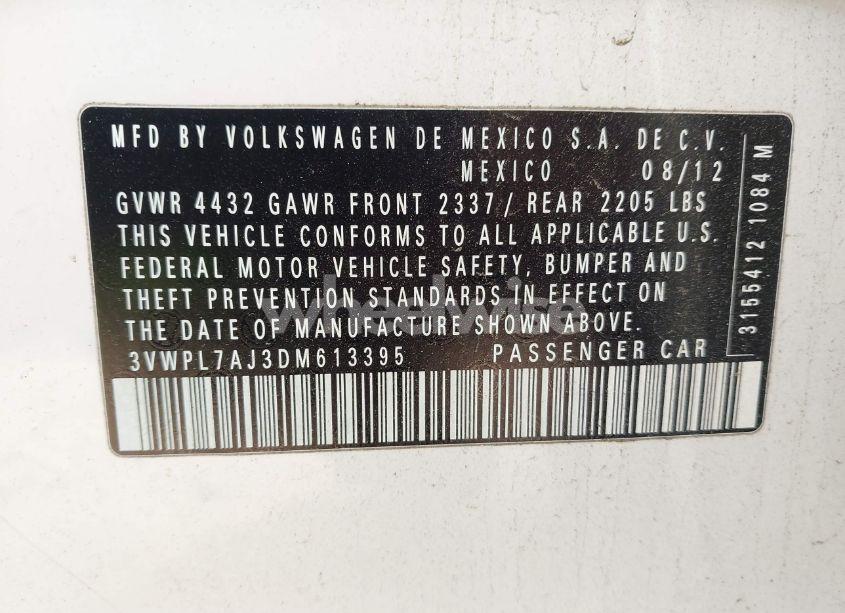 MFD BY VOLKSWAGEN DE MEXICO S.A. DE C.V.
MEXICO 08/12
GVWR 4432 GAWR FRONT 2337/ REAR 2205 LBS
THIS VEHICLE CONFORMS TO ALL APPLICABLE U.S.
FEDERAL MOTOR VEHICLE SAFETY, BUMPER AND
THEFT PREVENTION STANDARDS IN EFFECT ON
THE DATE OF MANUFACTURE SHOWN ABOVE.
3VWPL7AJ3DM613395 PASSENGER CAR
3155412 1084 M
wheelwise